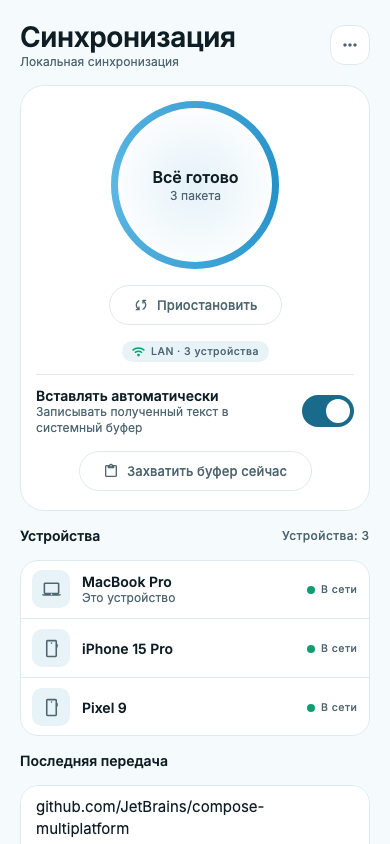 Синхронизация
Локальная синхронизация
Всё готово
3 пакета
Приостановить
LAN · 3 устройства
Вставлять автоматически
Записывать полученный текст в
системный буфер
Захватить буфер сейчас
Устройства
Устройства: 3
MacBook Pro
Это устройство
В сети
iPhone 15 Pro
В сети
Pixel 9
В сети
Последняя передача
github.com/JetBrains/compose-
multiplatform